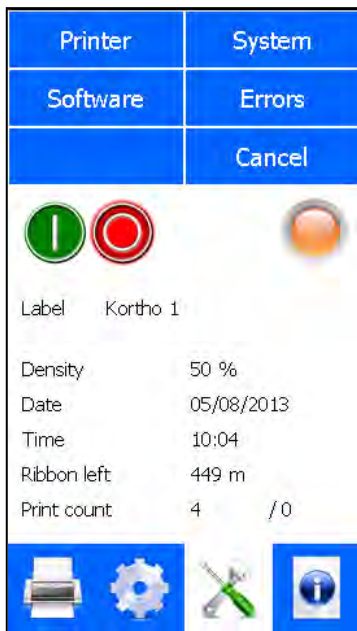 Printer System
Software Errors
Cancel
Label Kortho 1
Density 50 %
Date 05/08/2013
Time 10:04
Ribbon left 449 m
Print count 4 / 0